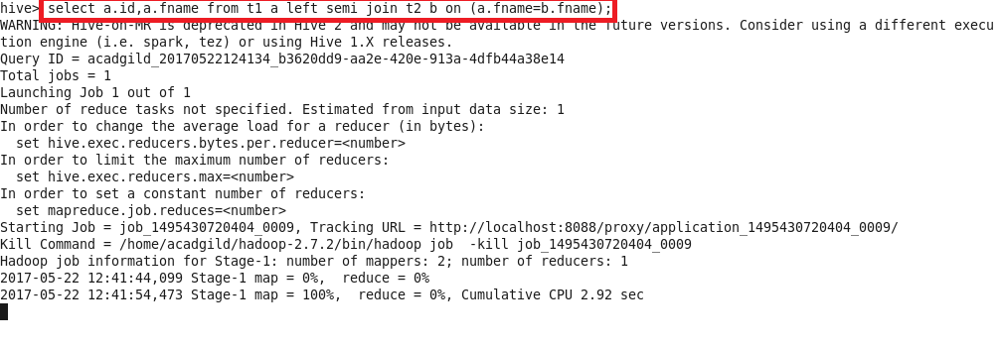 hive> select a.id,a.fname from t1 a left semi join t2 b on (a.fname=b.fname);
WARNING: Hive-on-MR is deprecated in Hive 2 and may not be available in the future versions. Consider using a different execu
tion engine (i.e. spark, tez) or using Hive 1.X releases.
Query ID = acadgild_20170522124134_b3620dd9-aa2e-420e-913a-4dfb44a38e14
Total jobs = 1
Launching Job 1 out of 1
Number of reduce tasks not specified. Estimated from input data size: 1
In order to change the average load for a reducer (in bytes):
  set hive.exec.reducers.bytes.per.reducer=<number>
In order to limit the maximum number of reducers:
  set hive.exec.reducers.max=<number>
In order to set a constant number of reducers:
  set mapreduce.job.reduces=<number>
Starting Job = job_1495430720404_0009, Tracking URL = http://localhost:8088/proxy/application_1495430720404_0009/
Kill Command = /home/acadgild/hadoop-2.7.2/bin/hadoop job  -kill job_1495430720404_0009
Hadoop job information for Stage-1: number of mappers: 2; number of reducers: 1
2017-05-22 12:41:44,099 Stage-1 map = 0%,  reduce = 0%
2017-05-22 12:41:54,473 Stage-1 map = 100%,  reduce = 0%, Cumulative CPU 2.92 sec